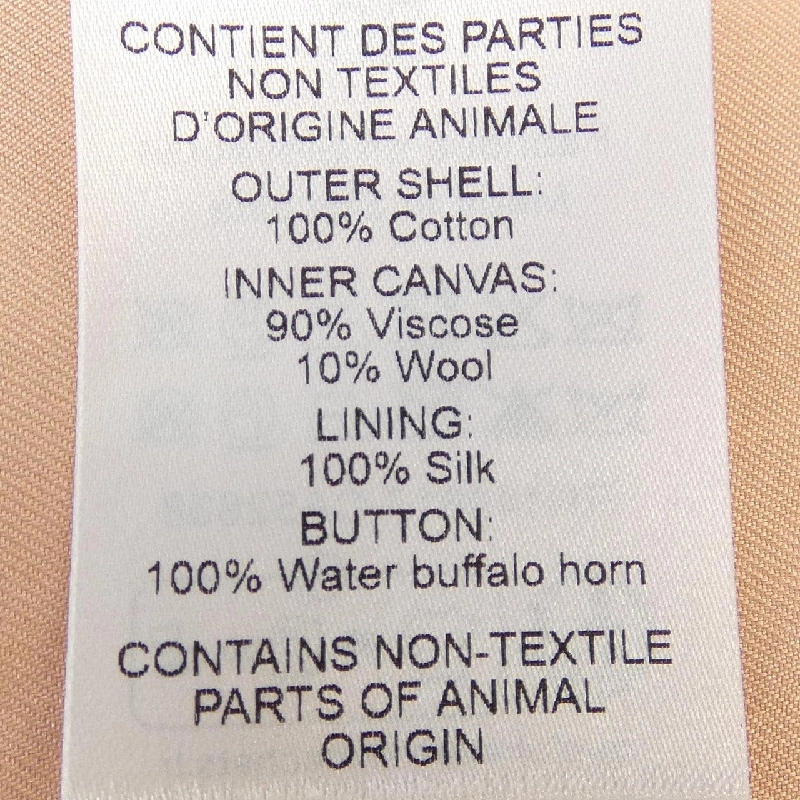 CONTIENT DES PARTIES
NON TEXTILES
D'ORIGINE ANIMALE
OUTER SHELL:
100% Cotton
INNER CANVAS:
90% Viscose
10% Wool
LINING:
100% Silk
BUTTON:
100% Water buffalo horn
CONTAINS NON-TEXTILE
PARTS OF ANIMAL
ORIGIN